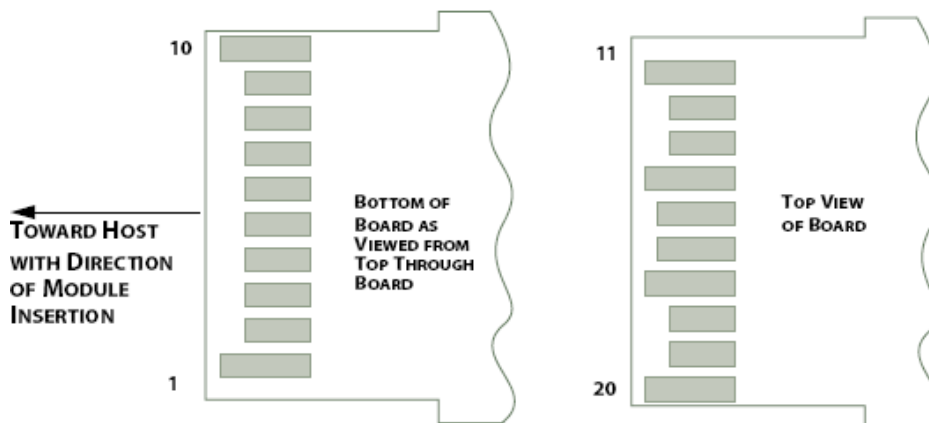 10
1
TOWARD HOST
WITH DIRECTION
OF MODULE
INSERTION
BOTTOM OF
BOARD AS
VIEWED FROM
TOP THROUGH
BOARD
11
20
TOP VIEW
OF BOARD